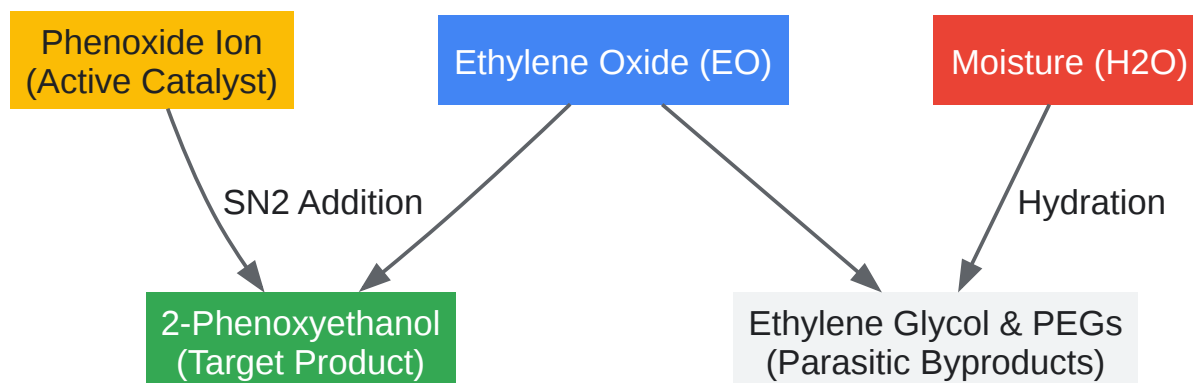 Phenoxide Ion
(Active Catalyst)
Ethylene Oxide (EO)
Moisture (H2O)
SN2 Addition
Hydration
2-Phenoxyethanol
(Target Product)
Ethylene Glycol & PEGs
(Parasitic Byproducts)